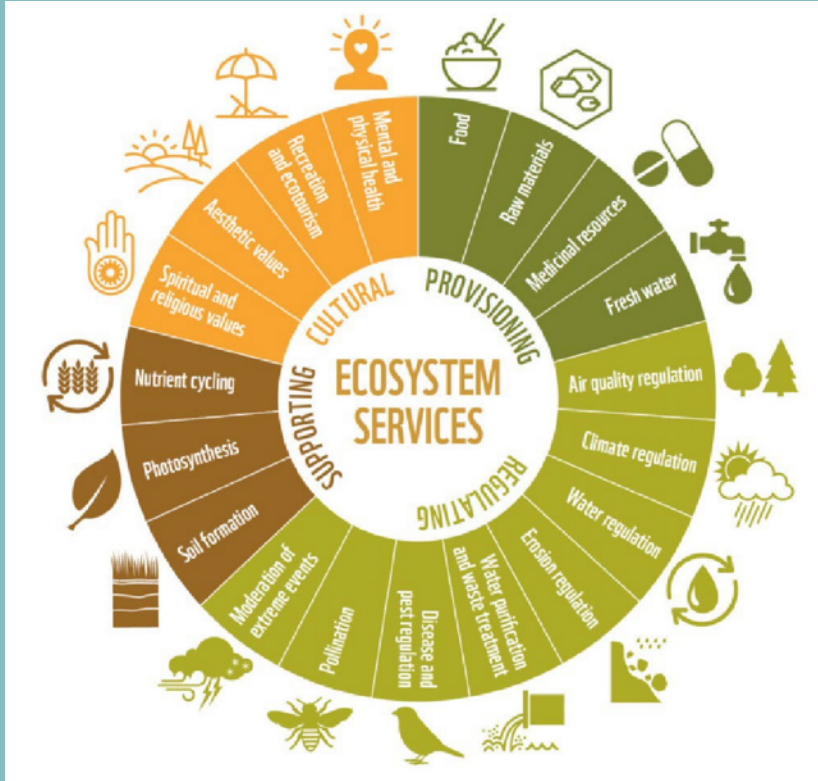 ECOSYSTEM
SERVICES
PROVISIONING
Food
Raw materials
Medicinal resources
Fresh water
REGULATING
Air quality regulation
Climate regulation
Water regulation
Erosion regulation
Water purification
and waste treatment
Disease and
pest regulation
Pollination
Moderation of
extreme events
SUPPORTING
Soil formation
Photosynthesis
Nutrient cycling
CULTURAL
Spiritual and
religious values
Aesthetic values
Recreation
and ecotourism
Mental and
physical health